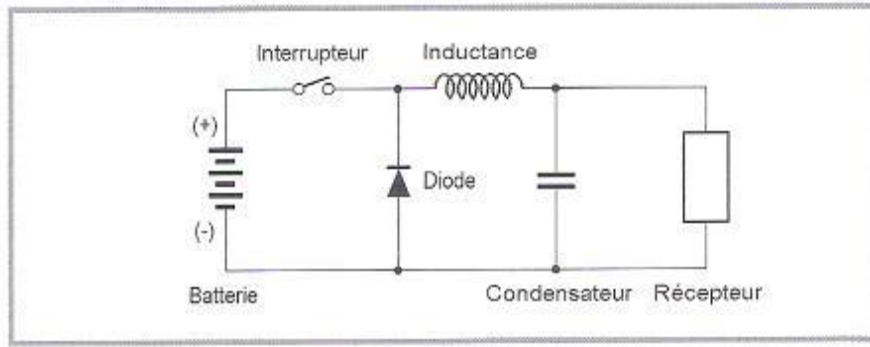 Interrupteur
Inductance
(+)
Diode
(-)
Batterie
Condensateur
Récepteur